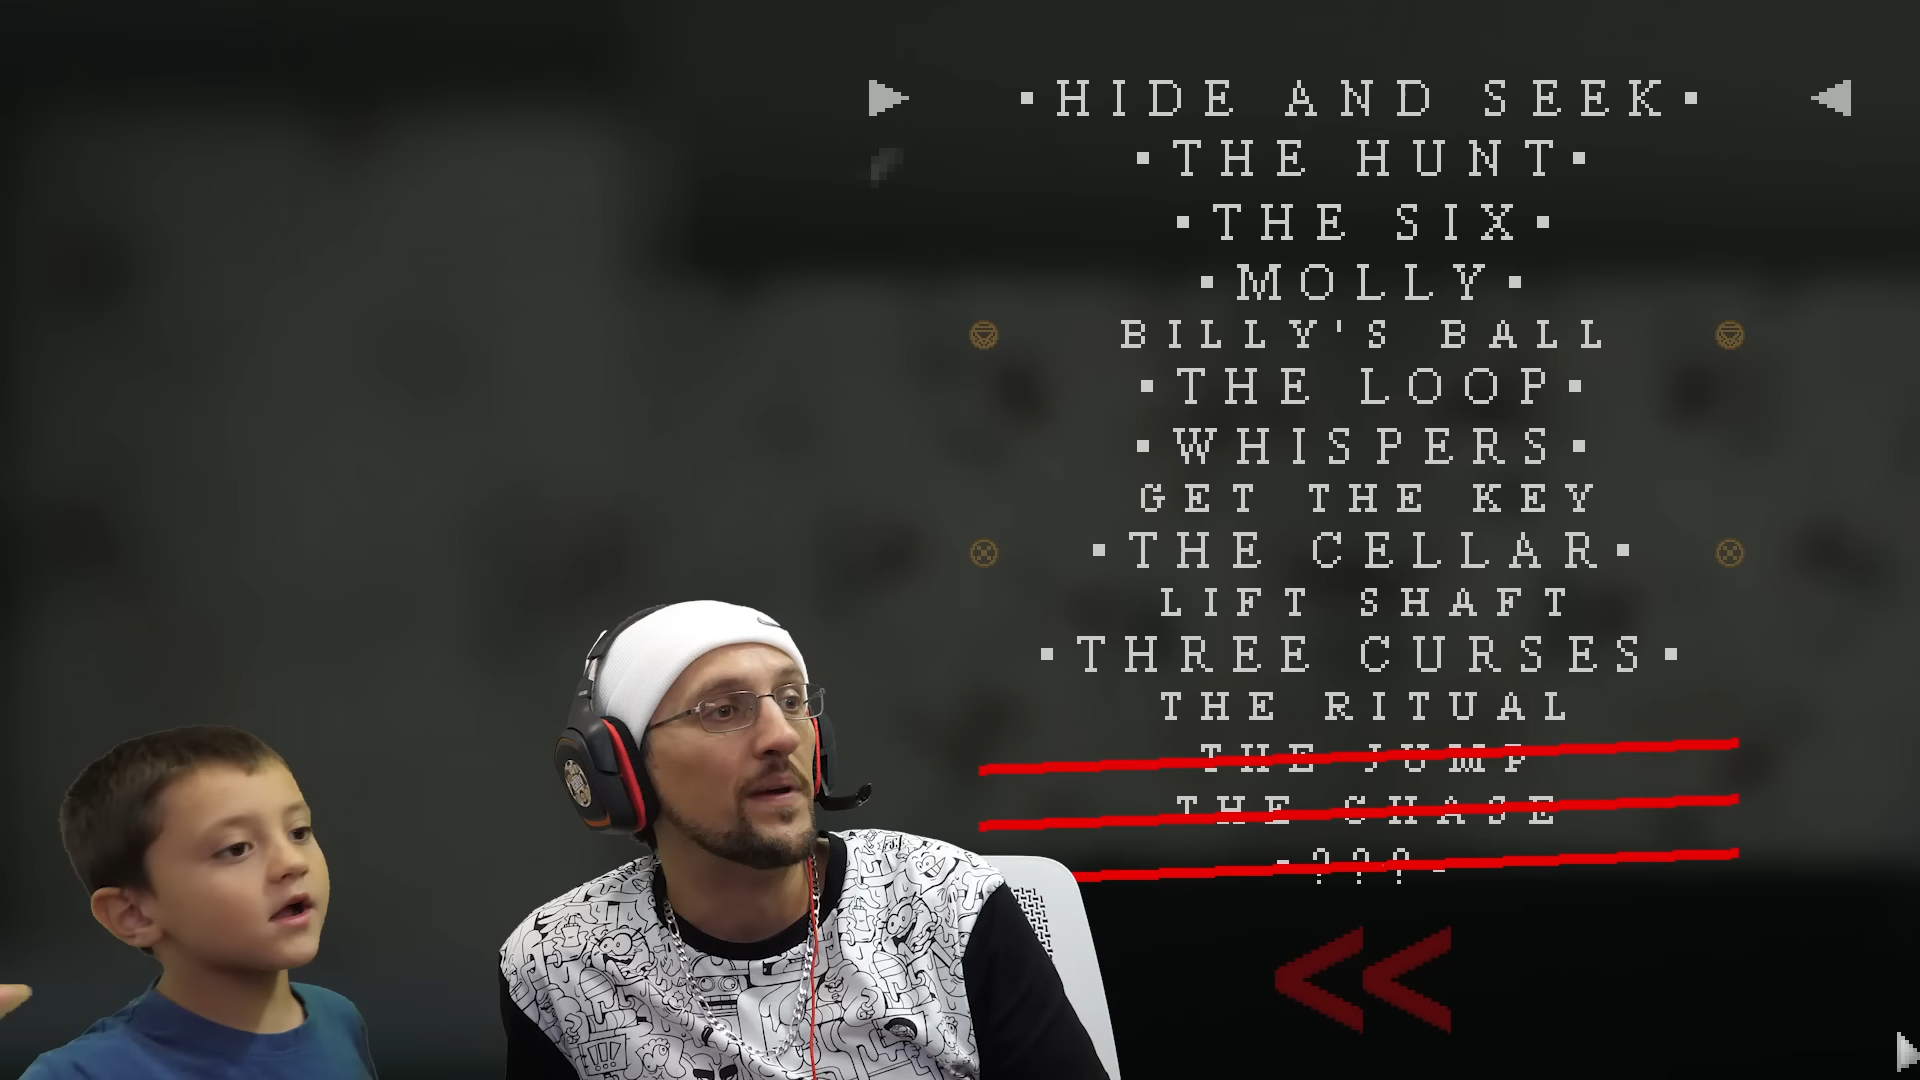 ▪HIDE AND SEEK▪
▪THE HUNT▪
▪THE SIX▪
▪MOLLY▪
BILLY'S BALL
▪THE LOOP▪
▪WHISPERS▪
GET THE KEY
▪THE CELLAR▪
LIFT SHAFT
▪THREE CURSES▪
THE RITUAL
THE JUMP
THE CHASE
-???-
<<